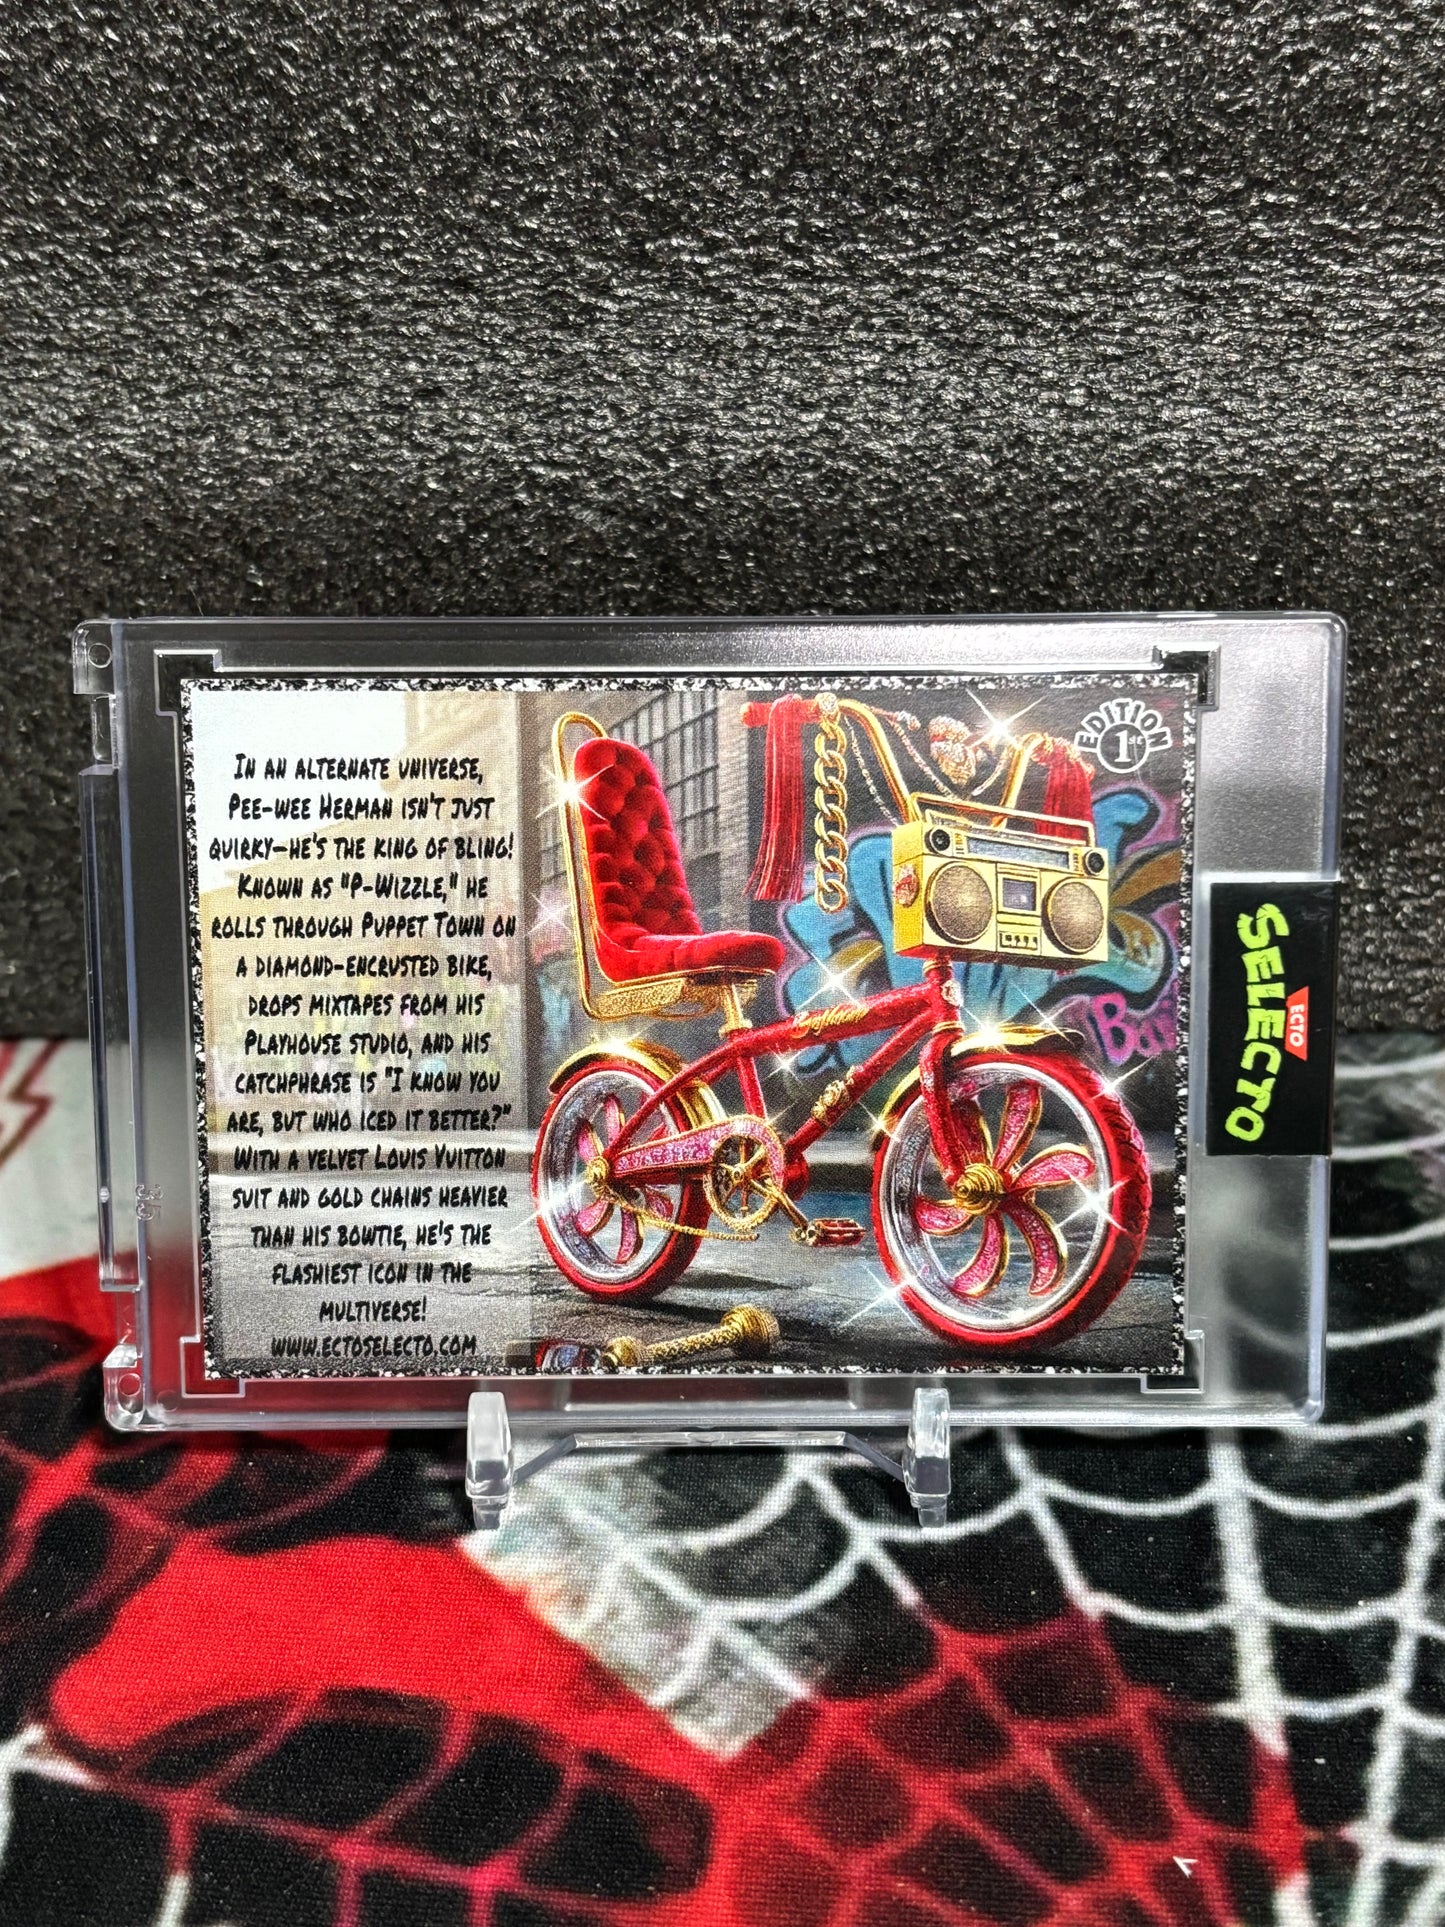 In an alternate universe,
Pee-wee Herman isn't just
quirky—he's the king of bling!
Known as "P-Wizzle," he
rolls through Puppet Town on
a diamond-encrusted bike,
drops mixtapes from his
Playhouse studio, and his
catchphrase is "I know you
are, but who iced it better?"
With a velvet Louis Vuitton
suit and gold chains heavier
than his bowtie, he's the
flashiest icon in the
multiverse!
www.ectoselecto.com
EDITION
1st
ECTO
SELECTO
35